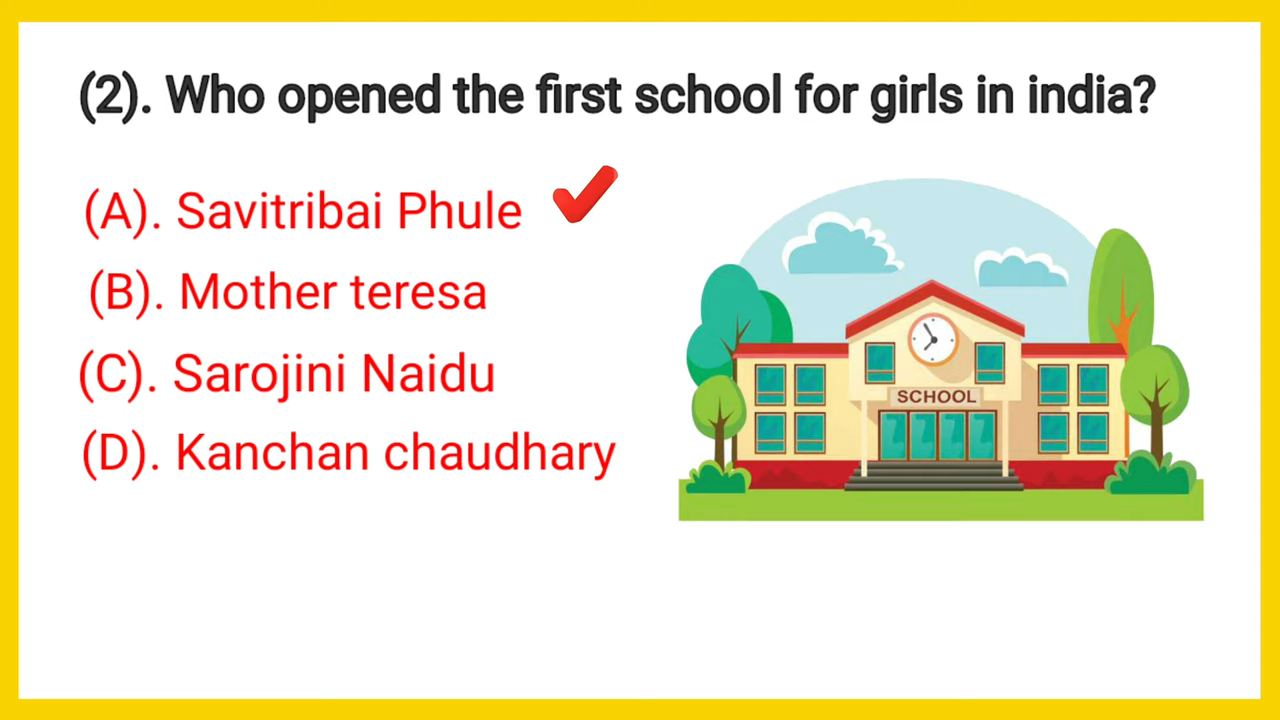 (2). Who opened the first school for girls in india?
(A). Savitribai Phule
(B). Mother teresa
(C). Sarojini Naidu
(D). Kanchan chaudhary
SCHOOL